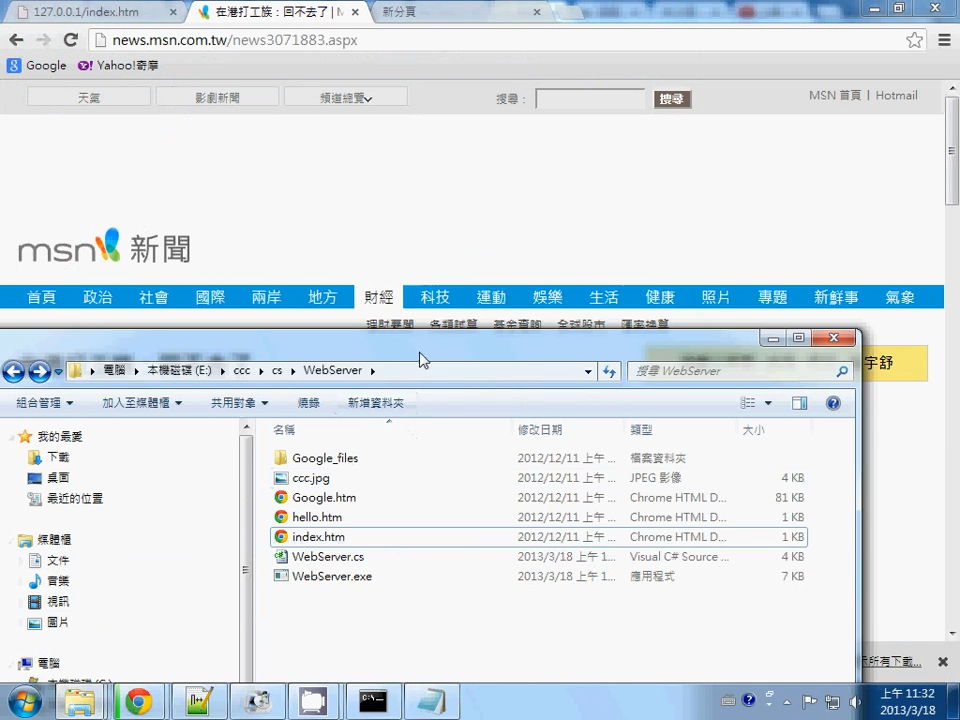 127.0.0.1/index.htm
在港打工族：回不去了 | M
新分頁
news.msn.com.tw/news3071883.aspx
Google
Yahoo!奇摩
天氣
影劇新聞
頻道總覽
搜尋：
搜尋
MSN 首頁 | Hotmail
msn 新聞
首頁
政治
社會
國際
兩岸
地方
財經
科技
運動
娛樂
生活
健康
照片
專題
新鮮事
氣象
宇舒
電腦
本機磁碟 (E:)
ccc
cs
WebServer
搜尋 WebServer
組合管理
加入至媒體櫃
共用對象
燒錄
新增資料夾
名稱
修改日期
類型
大小
我的最愛
下載
桌面
最近的位置
媒體櫃
文件
音樂
視訊
圖片
電腦
Google_files 2012/12/11 上午 ... 檔案資料夾
ccc.jpg 2012/12/11 上午 ... JPEG 影像 4 KB
Google.htm 2012/12/11 上午 ... Chrome HTML D... 81 KB
hello.htm 2012/12/11 上午 ... Chrome HTML D... 1 KB
index.htm 2012/12/11 上午 ... Chrome HTML D... 1 KB
WebServer.cs 2013/3/18 上午 1... Visual C# Source ... 4 KB
WebServer.exe 2013/3/18 上午 1... 應用程式 7 KB
所有下載...
上午 11:32
2013/3/18